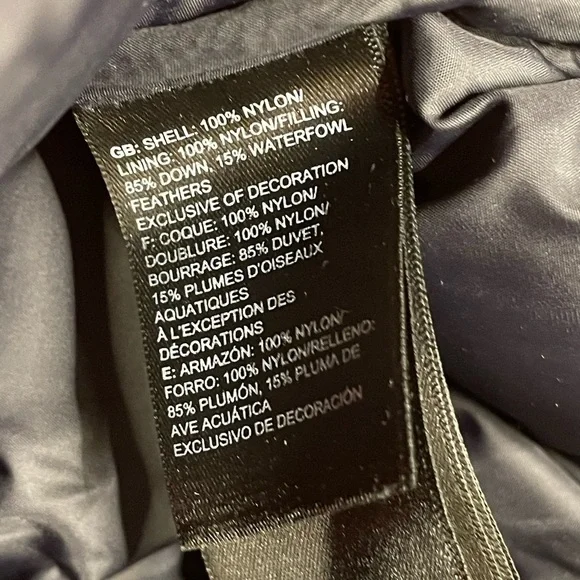 GB: SHELL: 100% NYLON/
LINING: 100% NYLON/FILLING:
85% DOWN, 15% WATERFOWL
FEATHERS
EXCLUSIVE OF DECORATION
F: COQUE: 100% NYLON/
DOUBLURE: 100% NYLON/
BOURRAGE: 85% DUVET,
15% PLUMES D'OISEAUX
AQUATIQUES
À L'EXCEPTION DES
DÉCORATIONS
E: ARMAZÓN: 100% NYLON/
FORRO: 100% NYLON/RELLENO:
85% PLUMÓN, 15% PLUMA DE
AVE ACUÁTICA
EXCLUSIVO DE DECORACIÓN